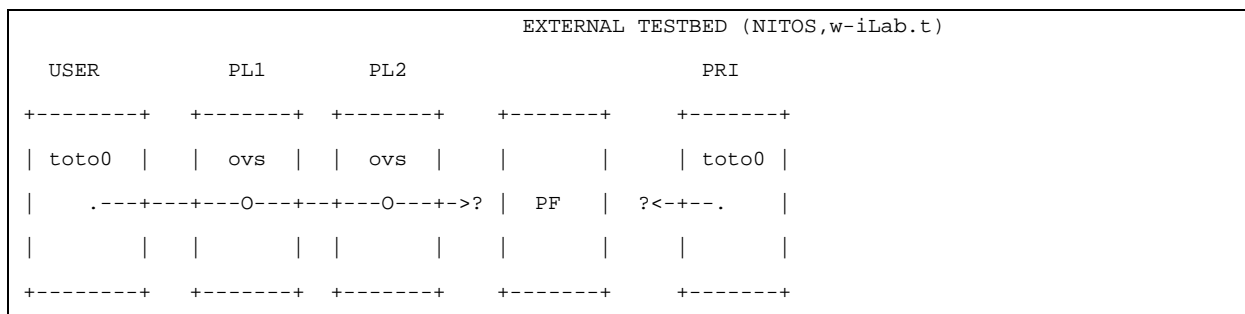 EXTERNAL TESTBED (NITOS,w-iLab.t)
USER PL1 PL2 PRI
+--------+ +-------+ +-------+ +-------+ +-------+
| toto0 | | ovs | | ovs | | | | toto0 |
| .---+---+---O---+--+---O---+->? | PF | ?<-+--. |
| | | | | | | | | |
+--------+ +-------+ +-------+ +-------+ +-------+